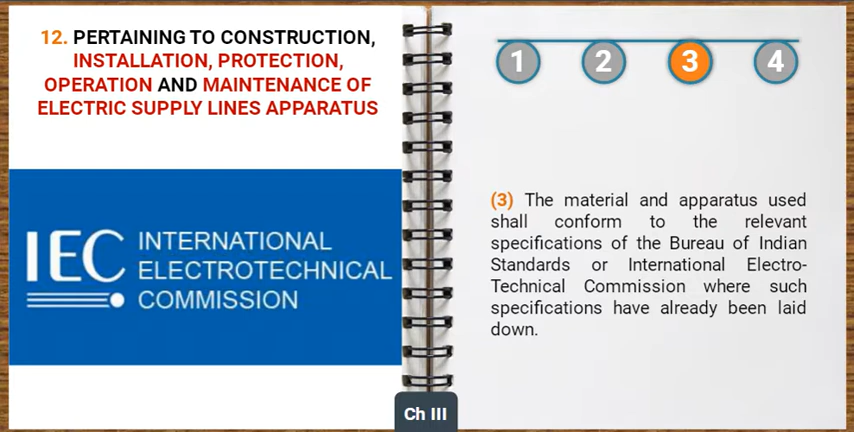 12. PERTAINING TO CONSTRUCTION,
INSTALLATION, PROTECTION,
OPERATION AND MAINTENANCE OF
ELECTRIC SUPPLY LINES APPARATUS
IEC INTERNATIONAL
ELECTROTECHNICAL
COMMISSION
1 2 3 4
(3) The material and apparatus used
shall conform to the relevant
specifications of the Bureau of Indian
Standards or International Electro-
Technical Commission where such
specifications have already been laid
down.
Ch III